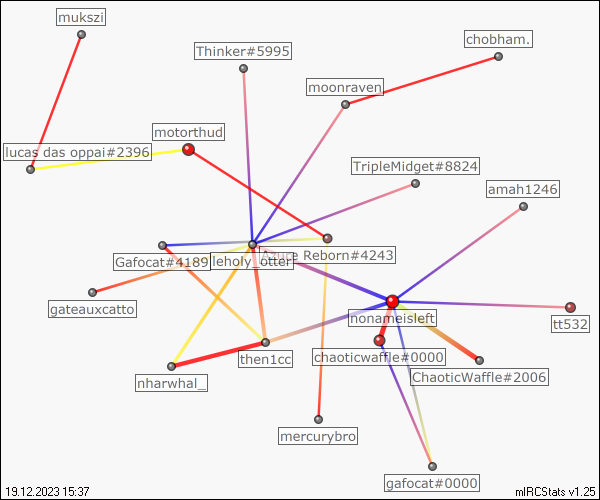 mukszi
chobham.
Thinker#5995
moonraven
motorthud
lucas das oppai#2396
TripleMidget#8824
amah1246
Gafocat#4189
leholy_otter
Azure Reborn#4243
gateauxcatto
nonameisleft
tt532
then1cc
chaoticwaffle#0000
ChaoticWaffle#2006
nharwhal_
mercurybro
gafocat#0000
19.12.2023 15:37
mIRCStats v1.25